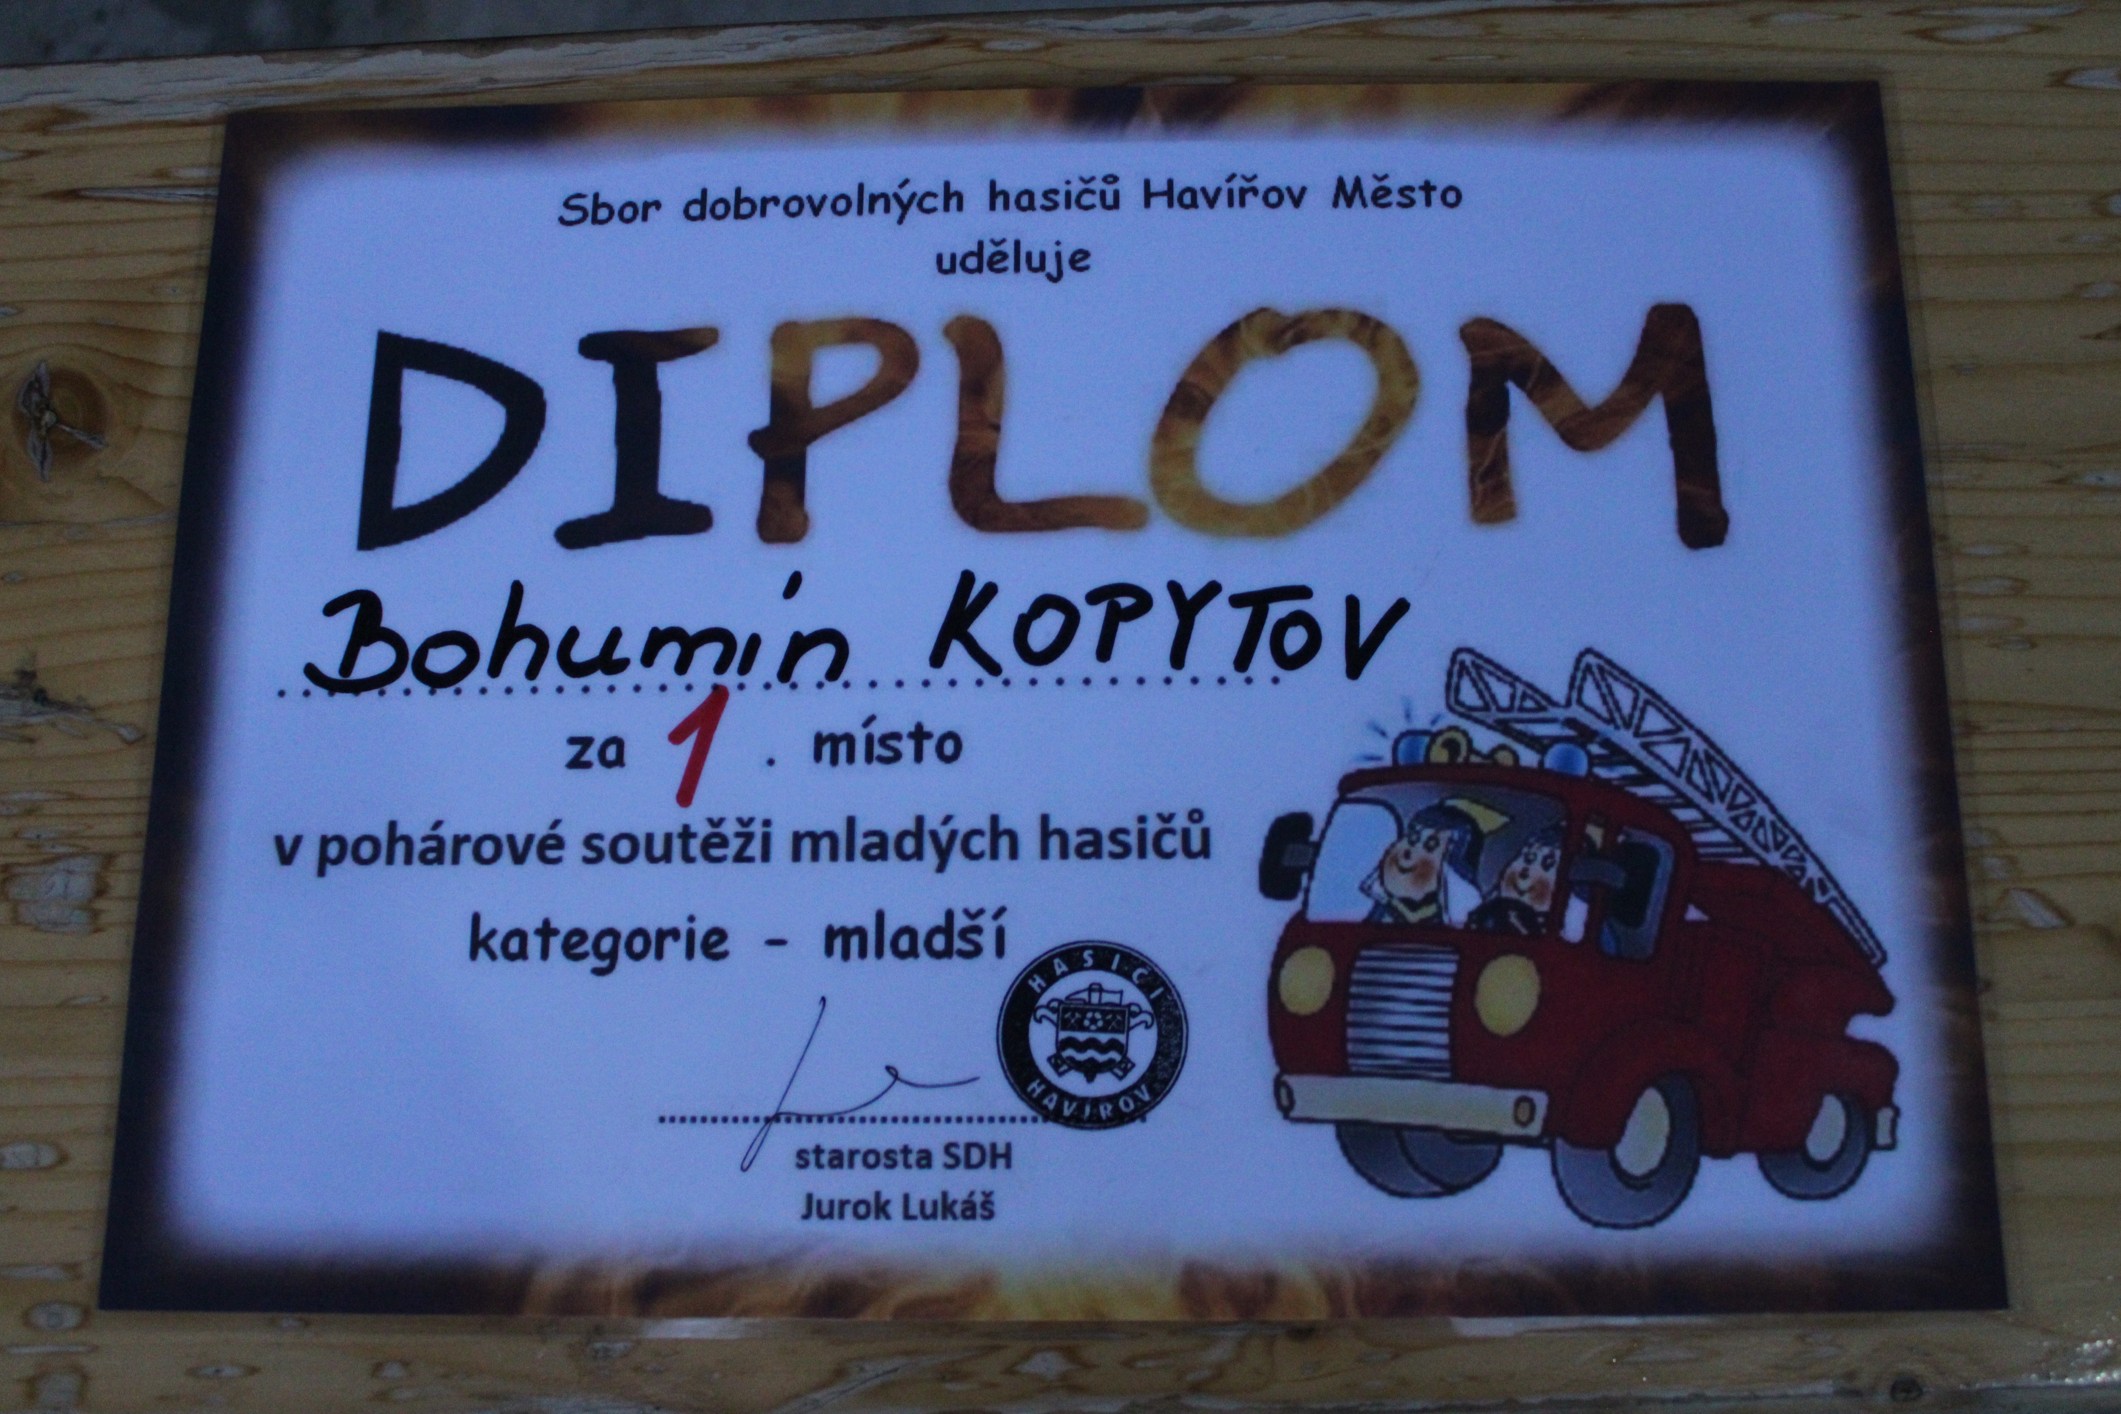 Sbor dobrovolných hasičů Havířov Město
uděluje
DIPLOM
Bohumín KOPYTOV
za 1 . místo
v pohárové soutěži mladých hasičů
kategorie - mladší
HASIČI
HAVÍŘOV
starosta SDH
Jurok Lukáš